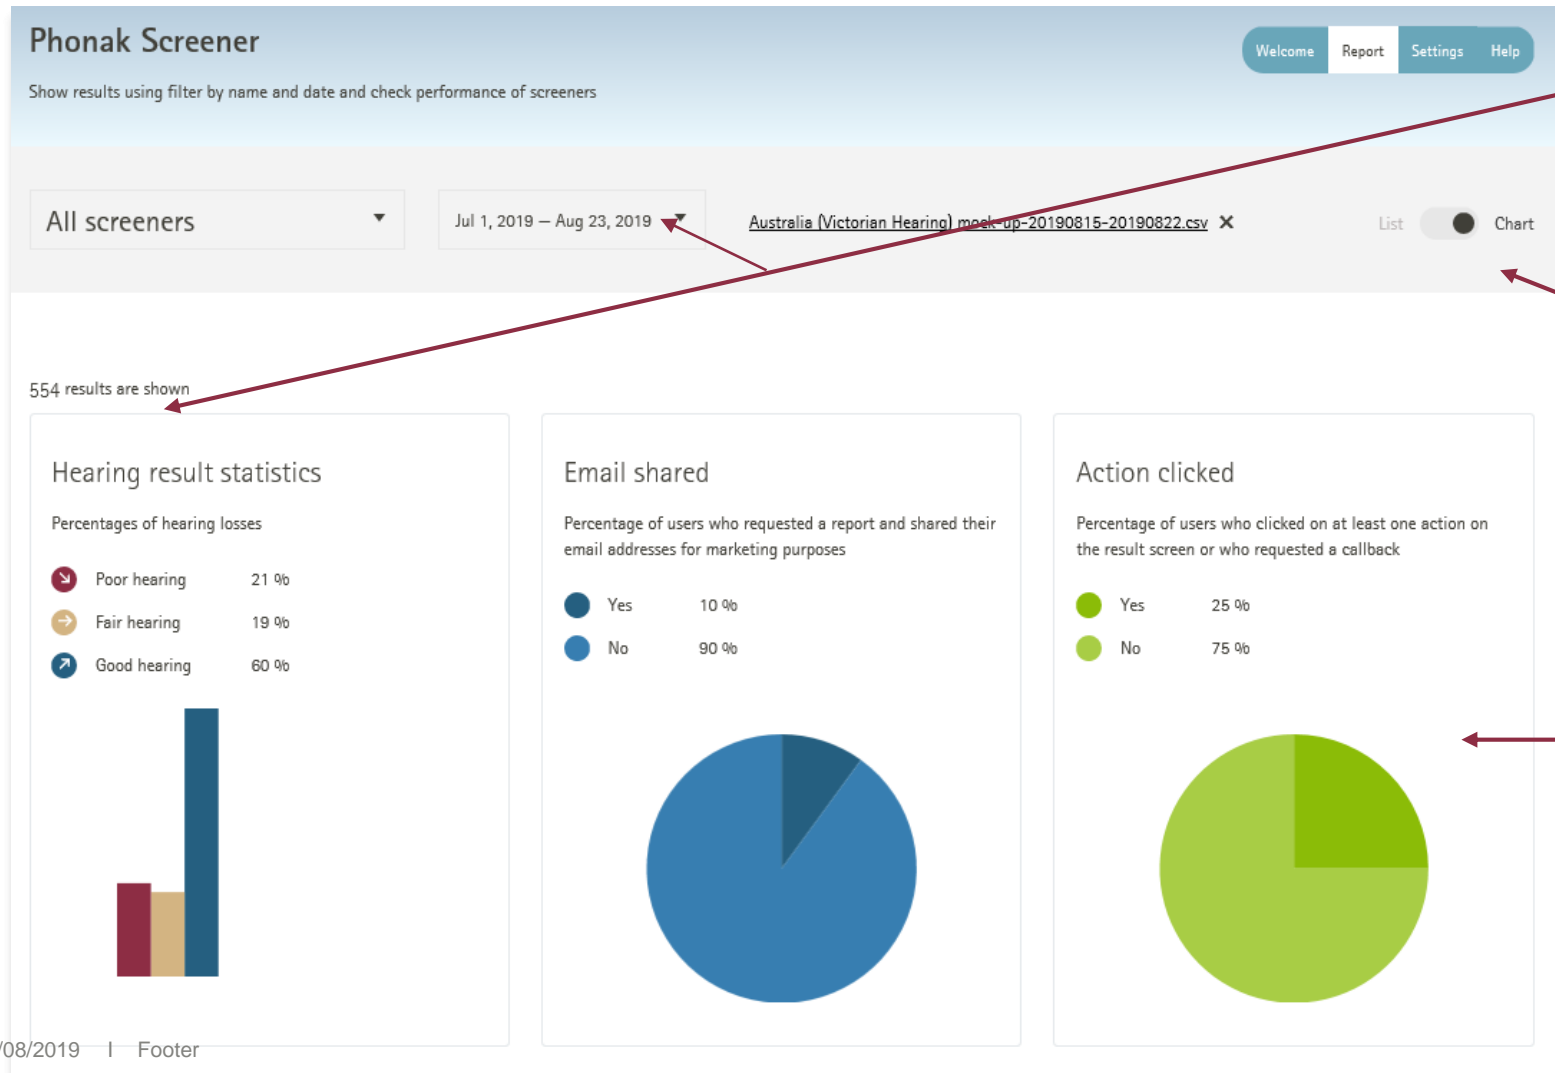 Phonak Screener
Welcome Report Settings Help
Show results using filter by name and date and check performance of screeners
All screeners
Jul 1, 2019 – Aug 23, 2019
Australia (Victorian Hearing) mock-up-20190815-20190822.csv ✕
List Chart
554 results are shown
Hearing result statistics
Percentages of hearing losses
Poor hearing 21 %
Fair hearing 19 %
Good hearing 60 %
Email shared
Percentage of users who requested a report and shared their
email addresses for marketing purposes
Yes 10 %
No 90 %
Action clicked
Percentage of users who clicked on at least one action on
the result screen or who requested a callback
Yes 25 %
No 75 %
/08/2019 I Footer